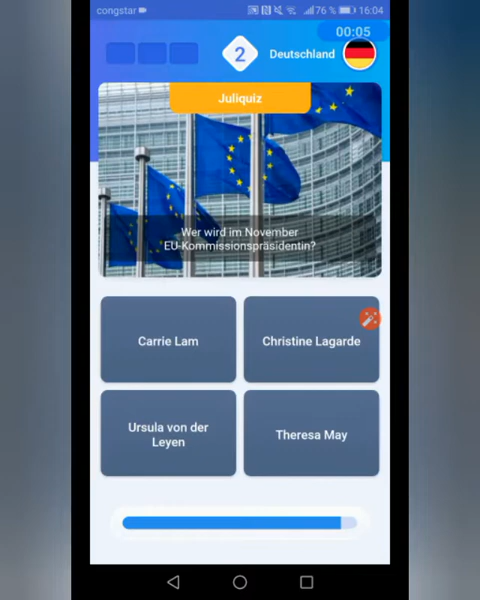 congstar
76 % 16:04
00:05
2
Deutschland
Juliquiz
Wer wird im November
EU-Kommissionspräsidentin?
Carrie Lam
Christine Lagarde
Ursula von der
Leyen
Theresa May